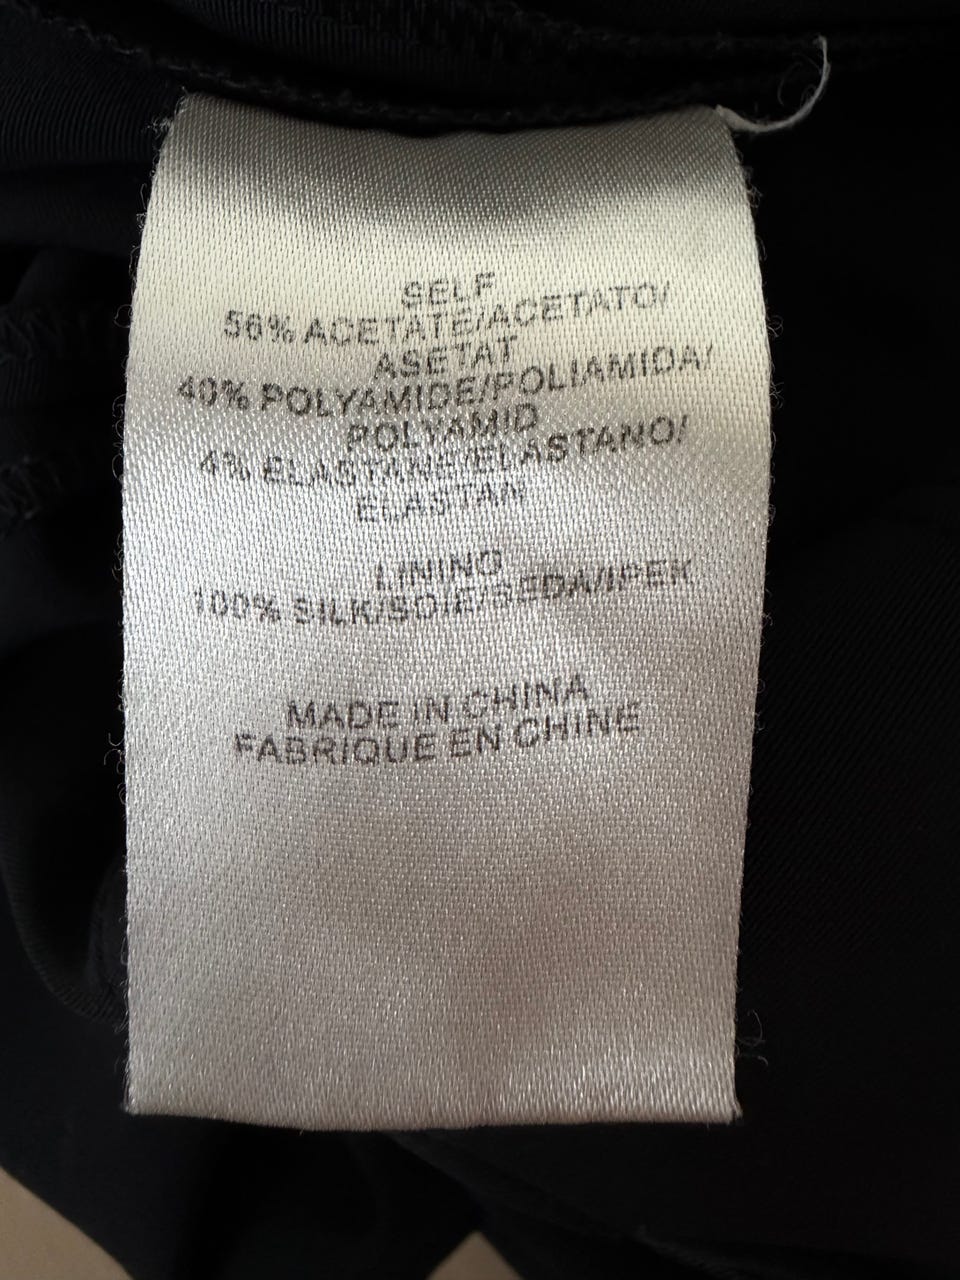 SELF
56% ACETATE/ACETATO/
ASETAT
40% POLYAMIDE/POLIAMIDA/
POLYAMID
4% ELASTANE/ELASTANO/
ELASTAN
LINING
100% SILK/SOIE/SEDA/IPEK
MADE IN CHINA
FABRIQUE EN CHINE